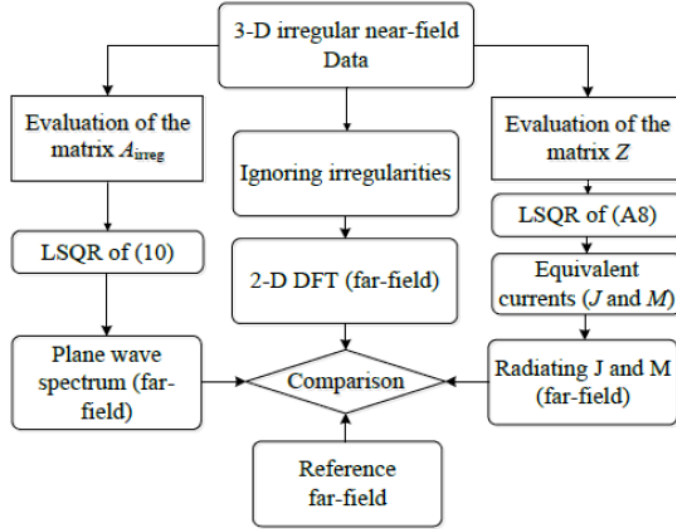 3-D irregular near-field
Data
Evaluation of the
matrix A_irreg
LSQR of (10)
Plane wave
spectrum (far-
field)
Ignoring irregularities
2-D DFT (far-field)
Comparison
Reference
far-field
Evaluation of the
matrix Z
LSQR of (A8)
Equivalent
currents (J and M)
Radiating J and M
(far-field)